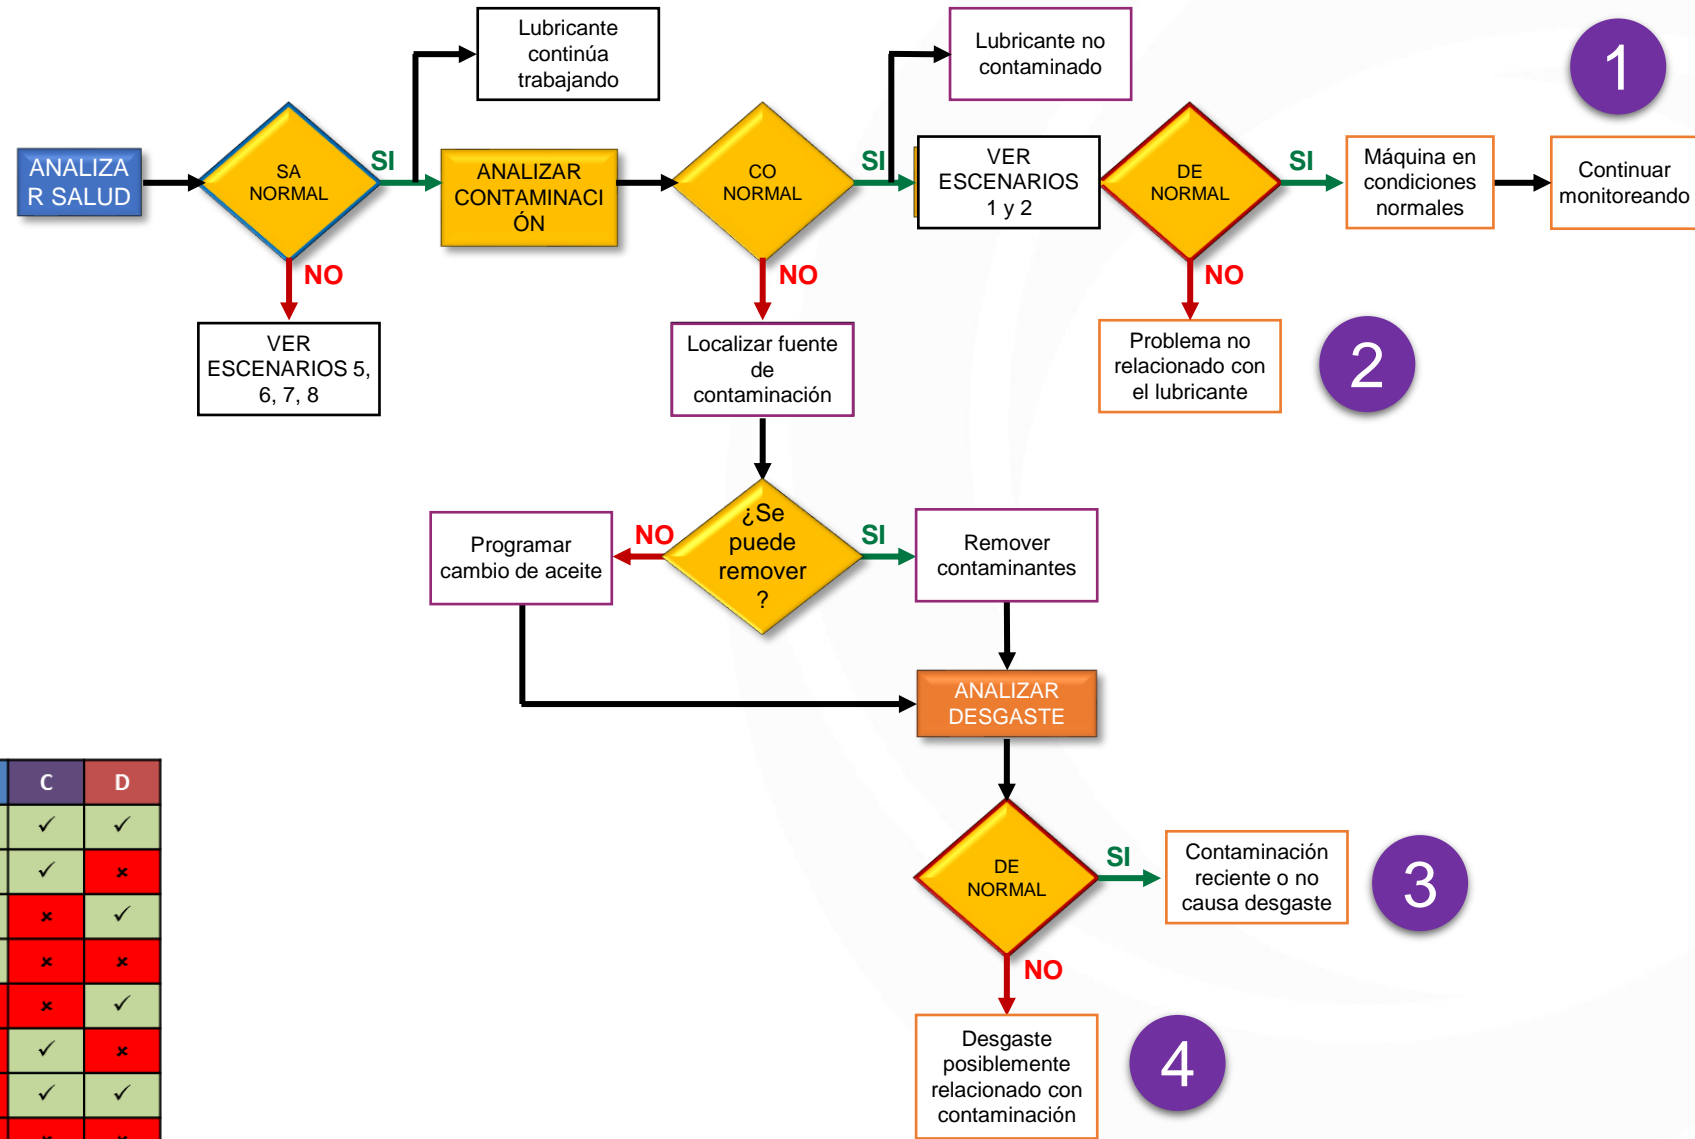 Lubricante
continúa
trabajando
Lubricante no
contaminado
1
ANALIZA
R SALUD
SA
NORMAL
SI
ANALIZAR
CONTAMINACI
ÓN
CO
NORMAL
SI
VER
ESCENARIOS
1 y 2
DE
NORMAL
SI
Máquina en
condiciones
normales
Continuar
monitoreando
NO
NO
NO
VER
ESCENARIOS 5,
6, 7, 8
Localizar fuente
de
contaminación
Problema no
relacionado con
el lubricante
2
Programar
cambio de aceite
NO
¿Se
puede
remover
?
SI
Remover
contaminantes
ANALIZAR
DESGASTE
C D
✓ ✓
✓ ×
× ✓
× ×
× ✓
✓ ×
✓ ✓
× ×
DE
NORMAL
SI
Contaminación
reciente o no
causa desgaste
3
NO
Desgaste
posiblemente
relacionado con
contaminación
4